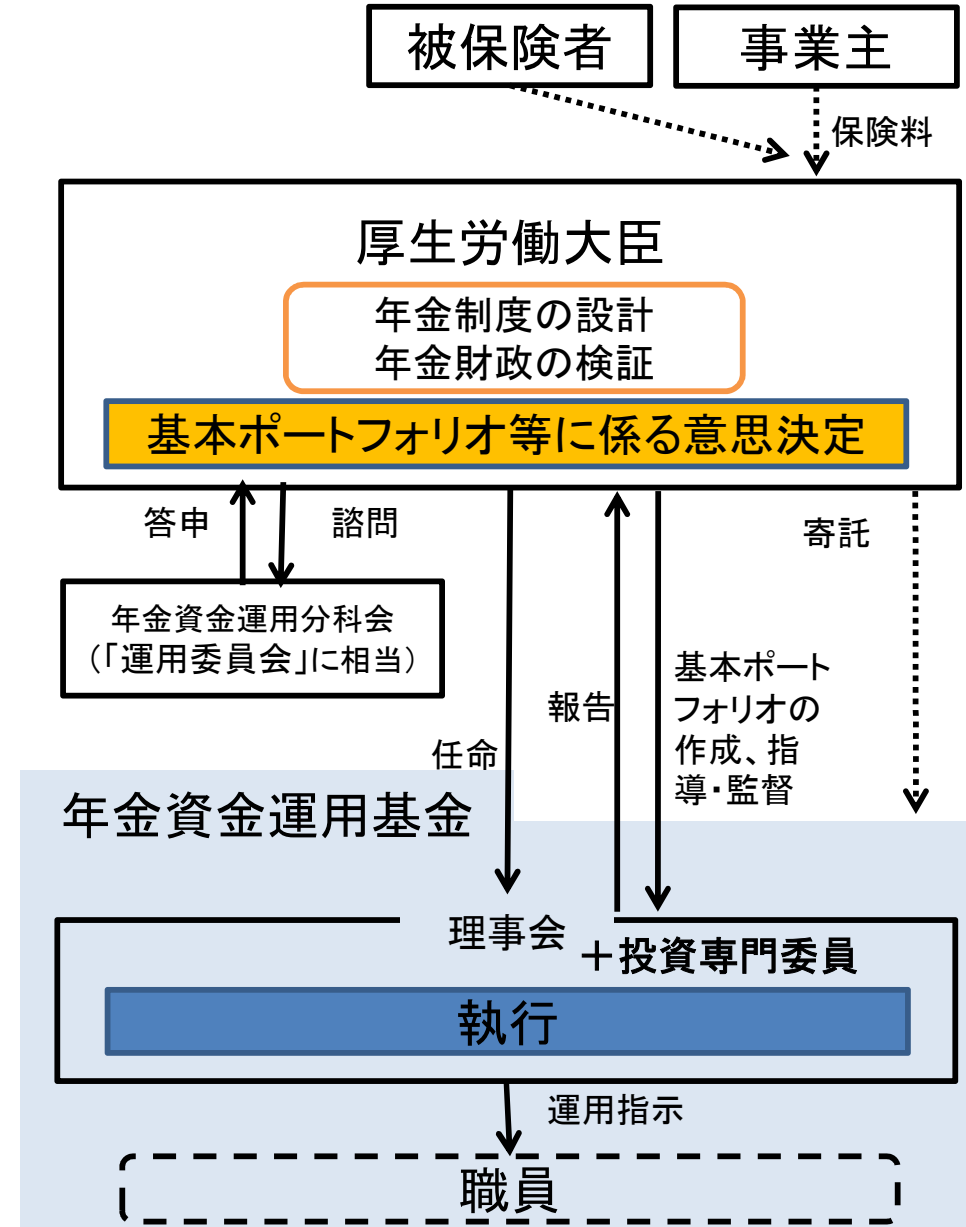 被保険者
事業主
保険料
厚生労働大臣
年金制度の設計
年金財政の検証
基本ポートフォリオ等に係る意思決定
答申
諮問
寄託
年金資金運用分科会
(「運用委員会」に相当)
報告
基本ポート
フォリオの
作成、指
導・監督
任命
年金資金運用基金
理事会
＋投資専門委員
執行
運用指示
職員